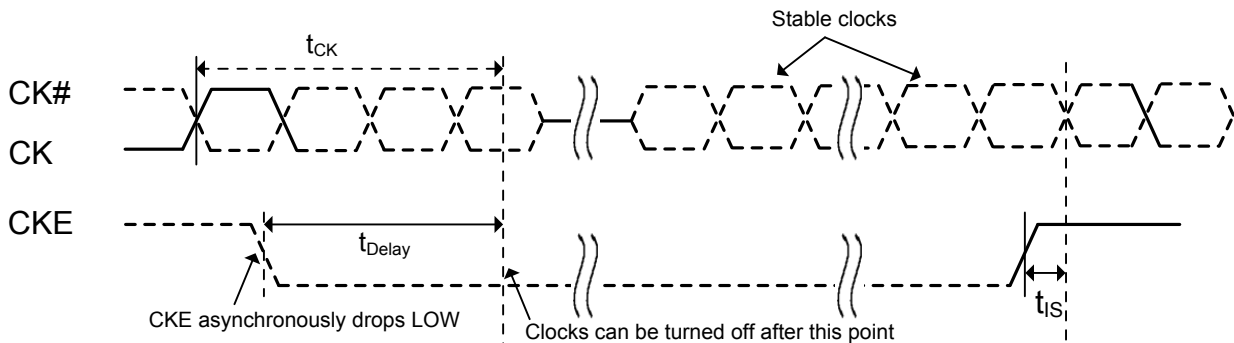 Stable clocks
tCK
CK#
CK
CKE
tDelay
tIS
CKE asynchronously drops LOW
Clocks can be turned off after this point